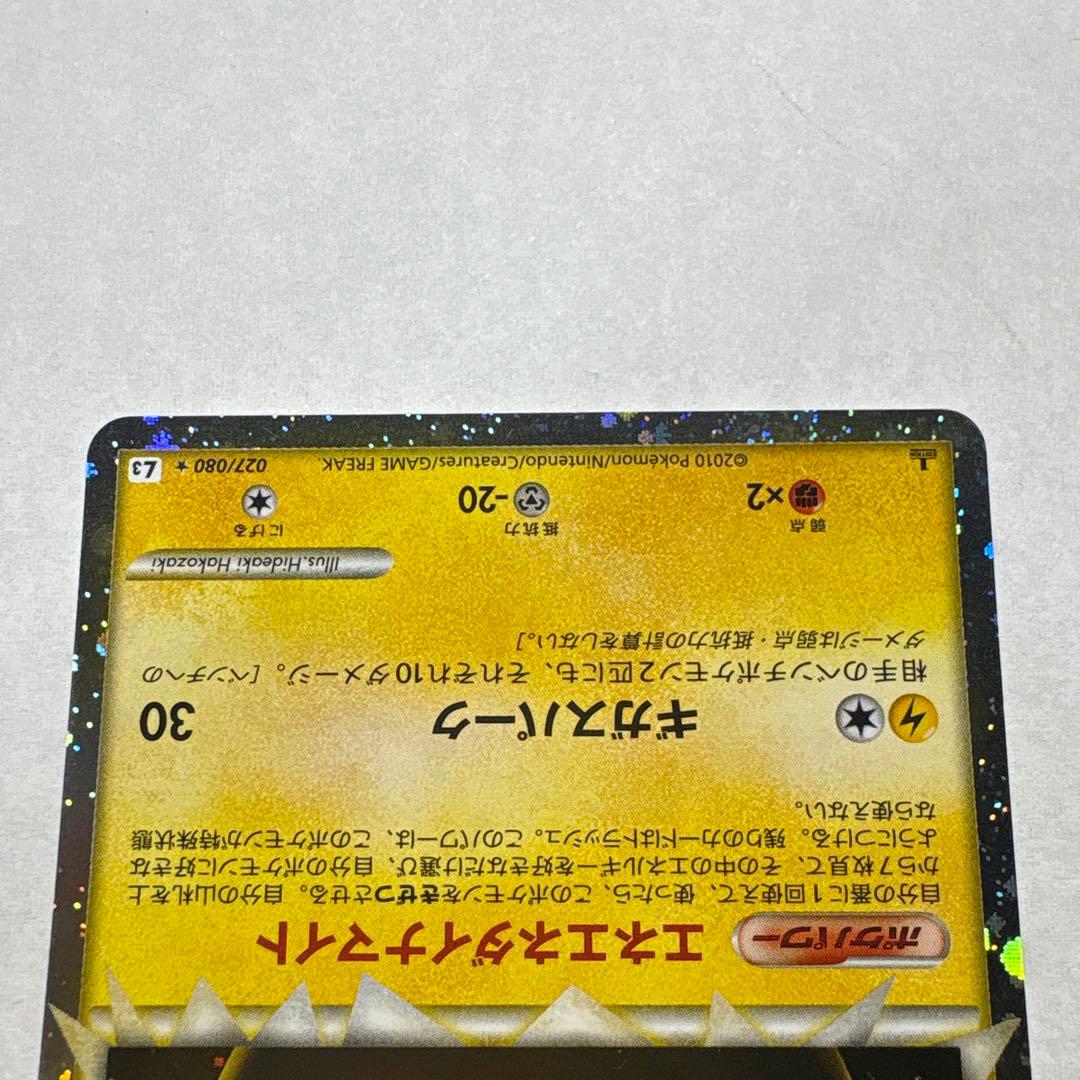 ポケパワー エネエネダイナマイト
自分の番に1回使えて、使ったら、このポケモンをきぜつさせる。自分の山札を上
から7枚見て、その中のエネルギーを好きなだけ選び、自分のポケモンに好きな
ようにつける。残りのカードはトラッシュ。このパワーは、このポケモンが特殊状態
なら使えない。
ギガスパーク 30
相手のベンチポケモン2匹にも、それぞれ10ダメージ。[ベンチへの
ダメージは弱点・抵抗力の計算をしない。]
Illus.Hideaki Hakozaki
弱点 抵抗力 にげる
×2 -20
1 EDITION ©2010 Pokémon/Nintendo/Creatures/GAME FREAK 027/080 ★ L3